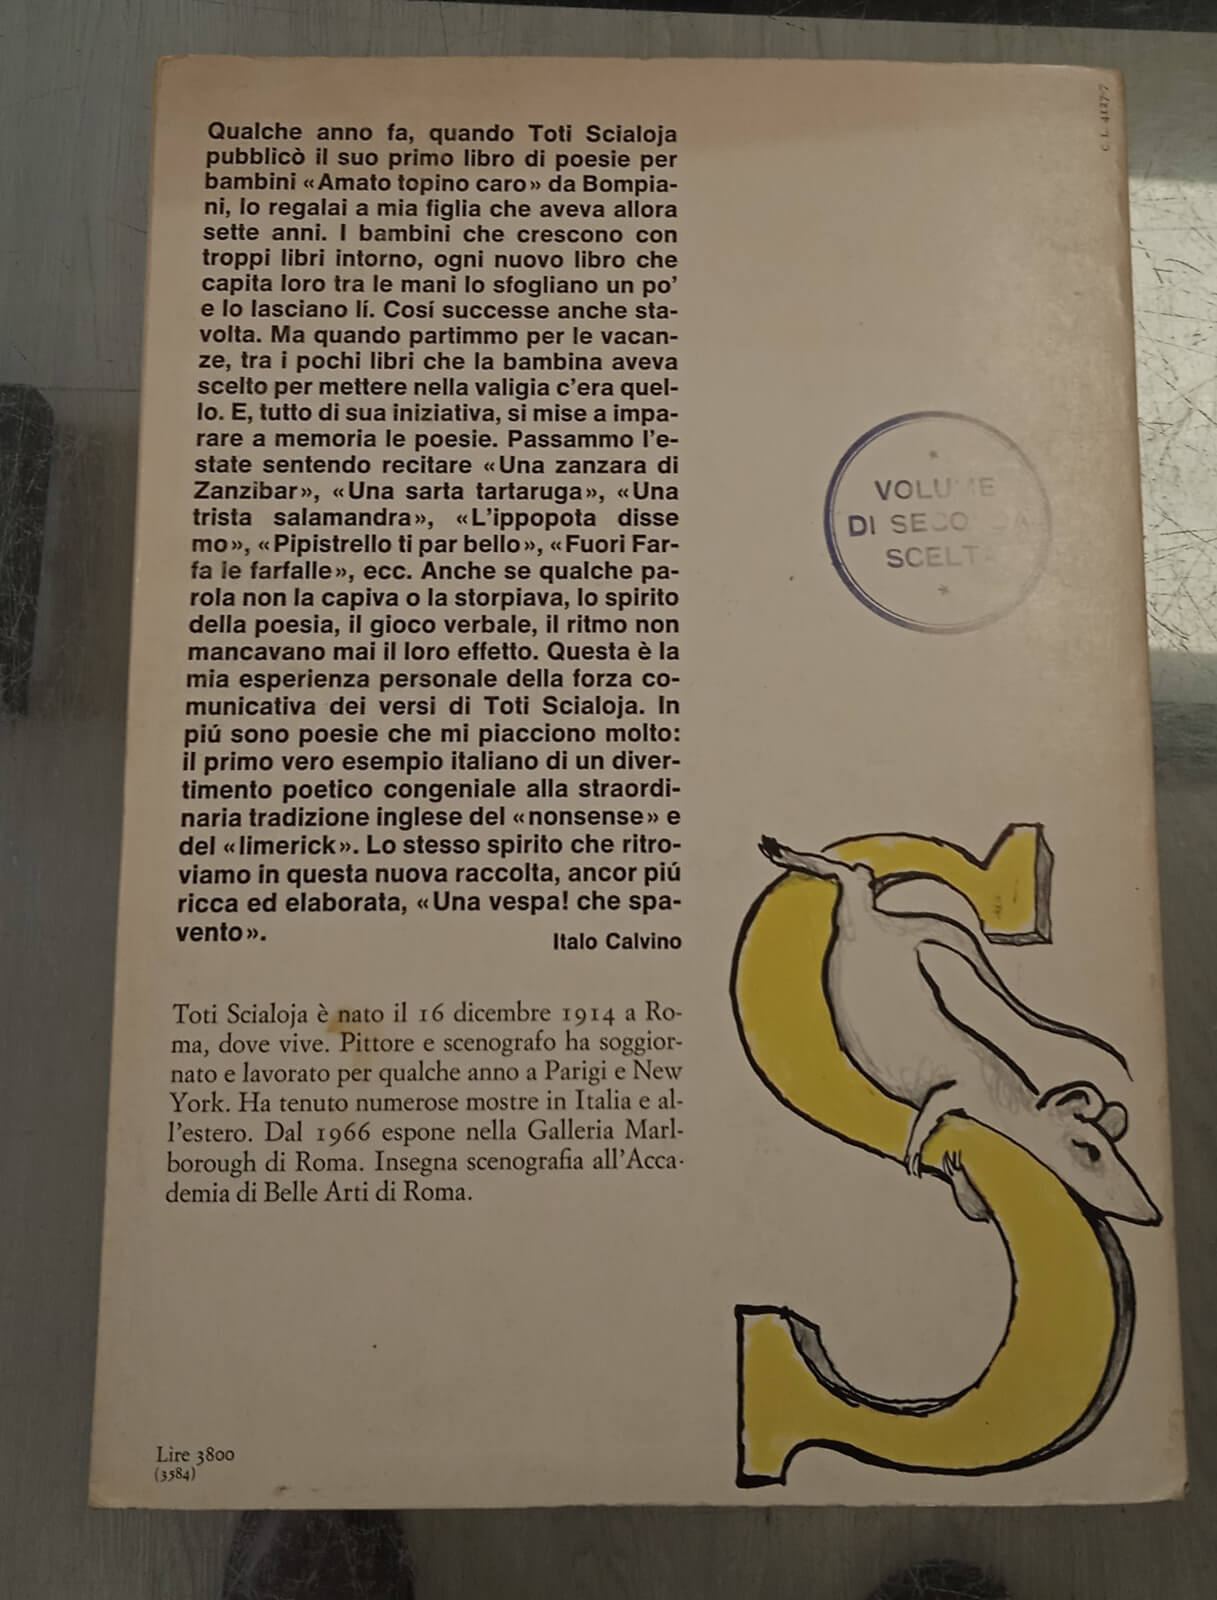 C. L. 4127-7
Qualche anno fa, quando Toti Scialoja
pubblicò il suo primo libro di poesie per
bambini «Amato topino caro» da Bompia-
ni, lo regalai a mia figlia che aveva allora
sette anni. I bambini che crescono con
troppi libri intorno, ogni nuovo libro che
capita loro tra le mani lo sfogliano un po'
e lo lasciano lí. Cosí successe anche sta-
volta. Ma quando partimmo per le vacan-
ze, tra i pochi libri che la bambina aveva
scelto per mettere nella valigia c'era quel-
lo. E, tutto di sua iniziativa, si mise a impa-
rare a memoria le poesie. Passammo l'e-
state sentendo recitare «Una zanzara di
Zanzibar», «Una sarta tartaruga», «Una
trista salamandra», «L'ippopota disse
mo», «Pipistrello ti par bello», «Fuori Far-
fa le farfalle», ecc. Anche se qualche pa-
rola non la capiva o la storpiava, lo spirito
della poesia, il gioco verbale, il ritmo non
mancavano mai il loro effetto. Questa è la
mia esperienza personale della forza co-
municativa dei versi di Toti Scialoja. In
piú sono poesie che mi piacciono molto:
il primo vero esempio italiano di un diver-
timento poetico congeniale alla straordi-
naria tradizione inglese del «nonsense» e
del «limerick». Lo stesso spirito che ritro-
viamo in questa nuova raccolta, ancor piú
ricca ed elaborata, «Una vespa! che spa-
vento».
Italo Calvino
VOLUME
DI SECONDA
SCELTA
Toti Scialoja è nato il 16 dicembre 1914 a Ro-
ma, dove vive. Pittore e scenografo ha soggior-
nato e lavorato per qualche anno a Parigi e New
York. Ha tenuto numerose mostre in Italia e al-
l'estero. Dal 1966 espone nella Galleria Marl-
borough di Roma. Insegna scenografia all'Acca-
demia di Belle Arti di Roma.
S
Lire 3800
(3584)